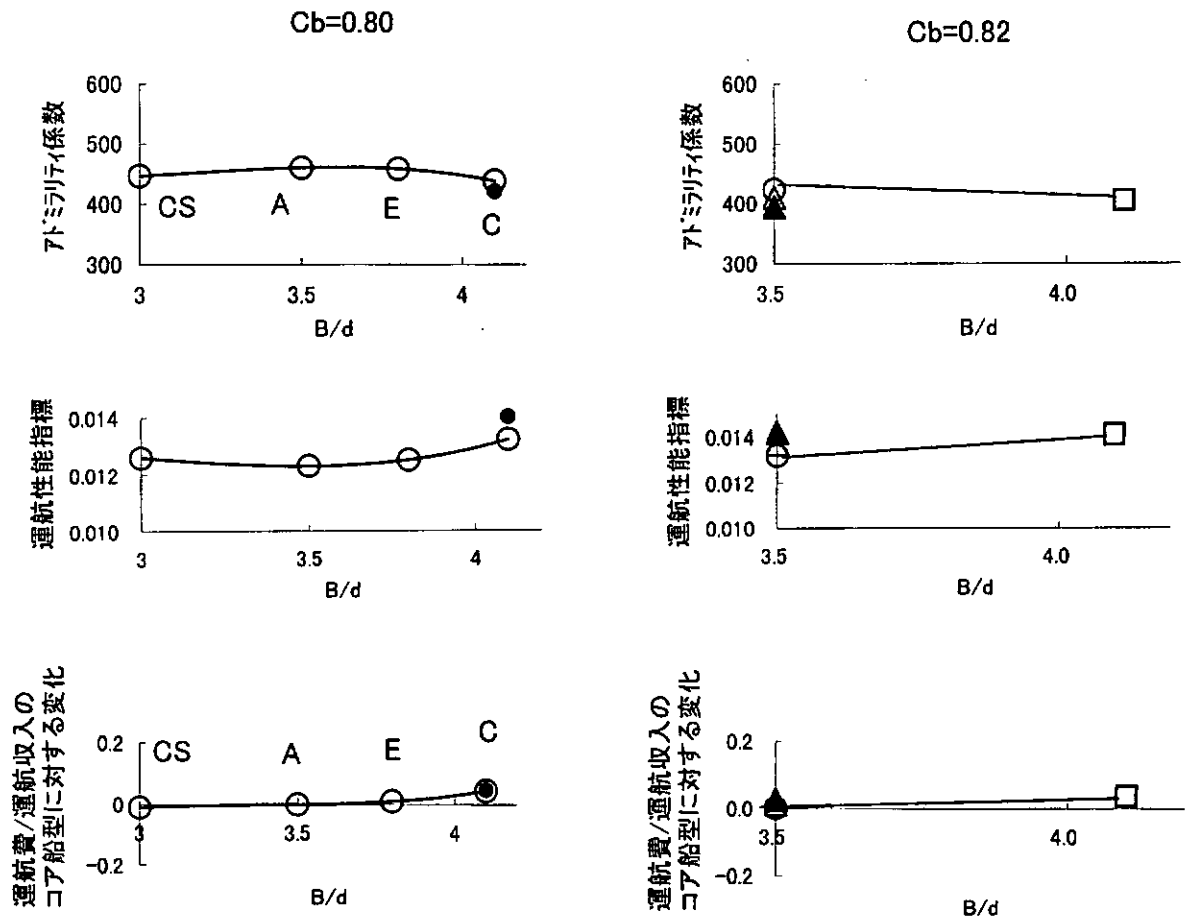 Cb=0.80
アドミラリティ係数
600
500
400
300
CS
A
E
C
3
3.5
4
B/d
Cb=0.82
アドミラリティ係数
600
500
400
300
3.5
4.0
B/d
運航性能指標
0.014
0.012
0.010
3
3.5
4
B/d
運航性能指標
0.014
0.012
0.010
3.5
4.0
B/d
運航費/運航収入の
コア船型に対する変化
0.2
0
-0.2
CS
A
E
C
3
3.5
4
B/d
運航費/運航収入の
コア船型に対する変化
0.2
0.0
-0.2
3.5
4.0
B/d